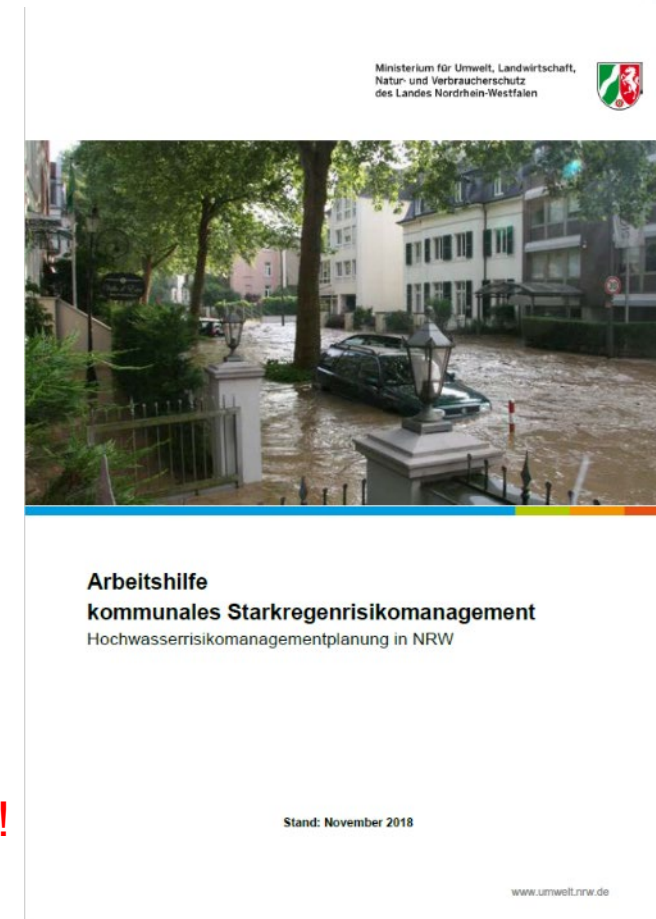 Ministerium für Umwelt, Landwirtschaft,
Natur- und Verbraucherschutz
des Landes Nordrhein-Westfalen
30
Arbeitshilfe
kommunales Starkregenrisikomanagement
Hochwasserrisikomanagementplanung in NRW
!
Stand: November 2018
www.umwelt.nrw.de